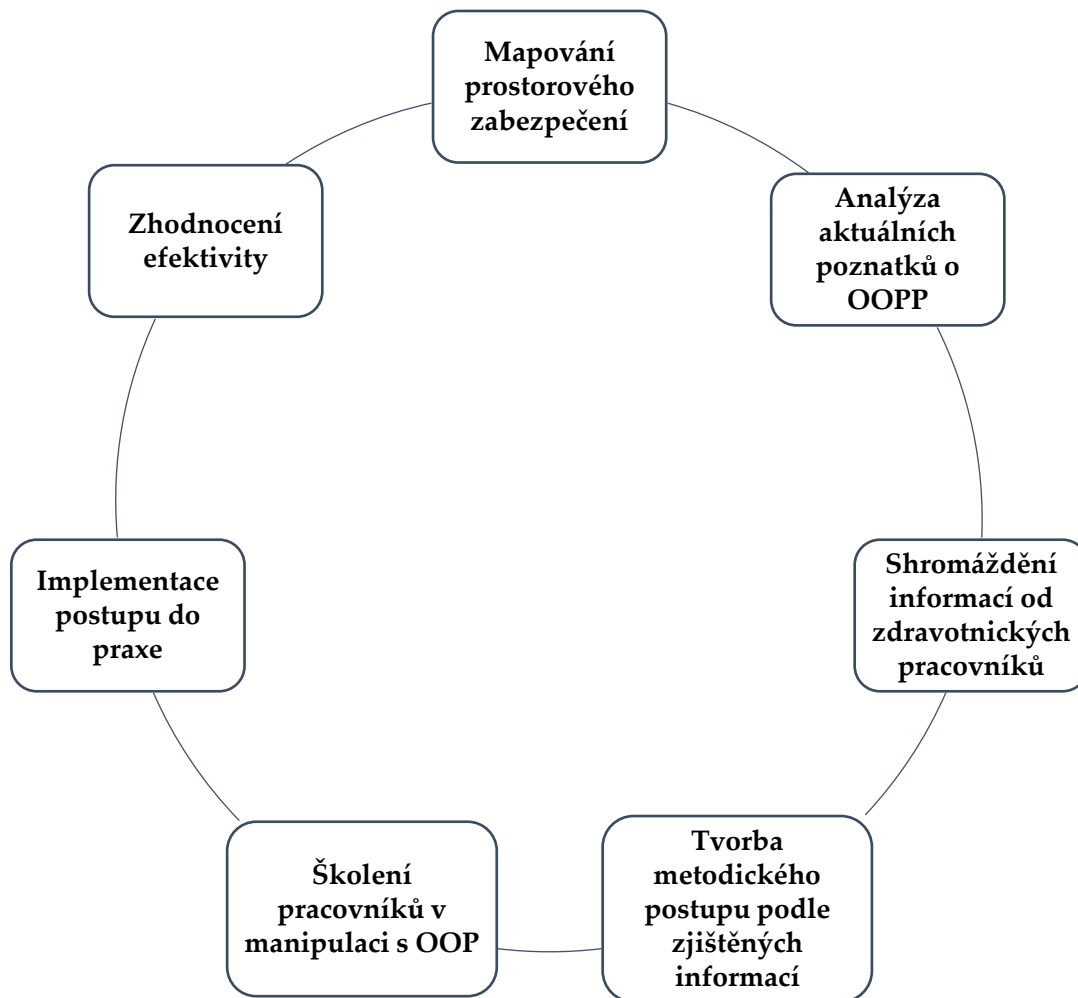 Mapování
prostorového
zabezpečení
Analýza
aktuálních
poznatků o
OOPP
Shromáždění
informací od
zdravotnických
pracovníků
Tvorba
metodického
postupu podle
zjištěných
informací
Školení
pracovníků v
manipulaci s OOP
Implementace
postupu do
praxe
Zhodnocení
efektivity